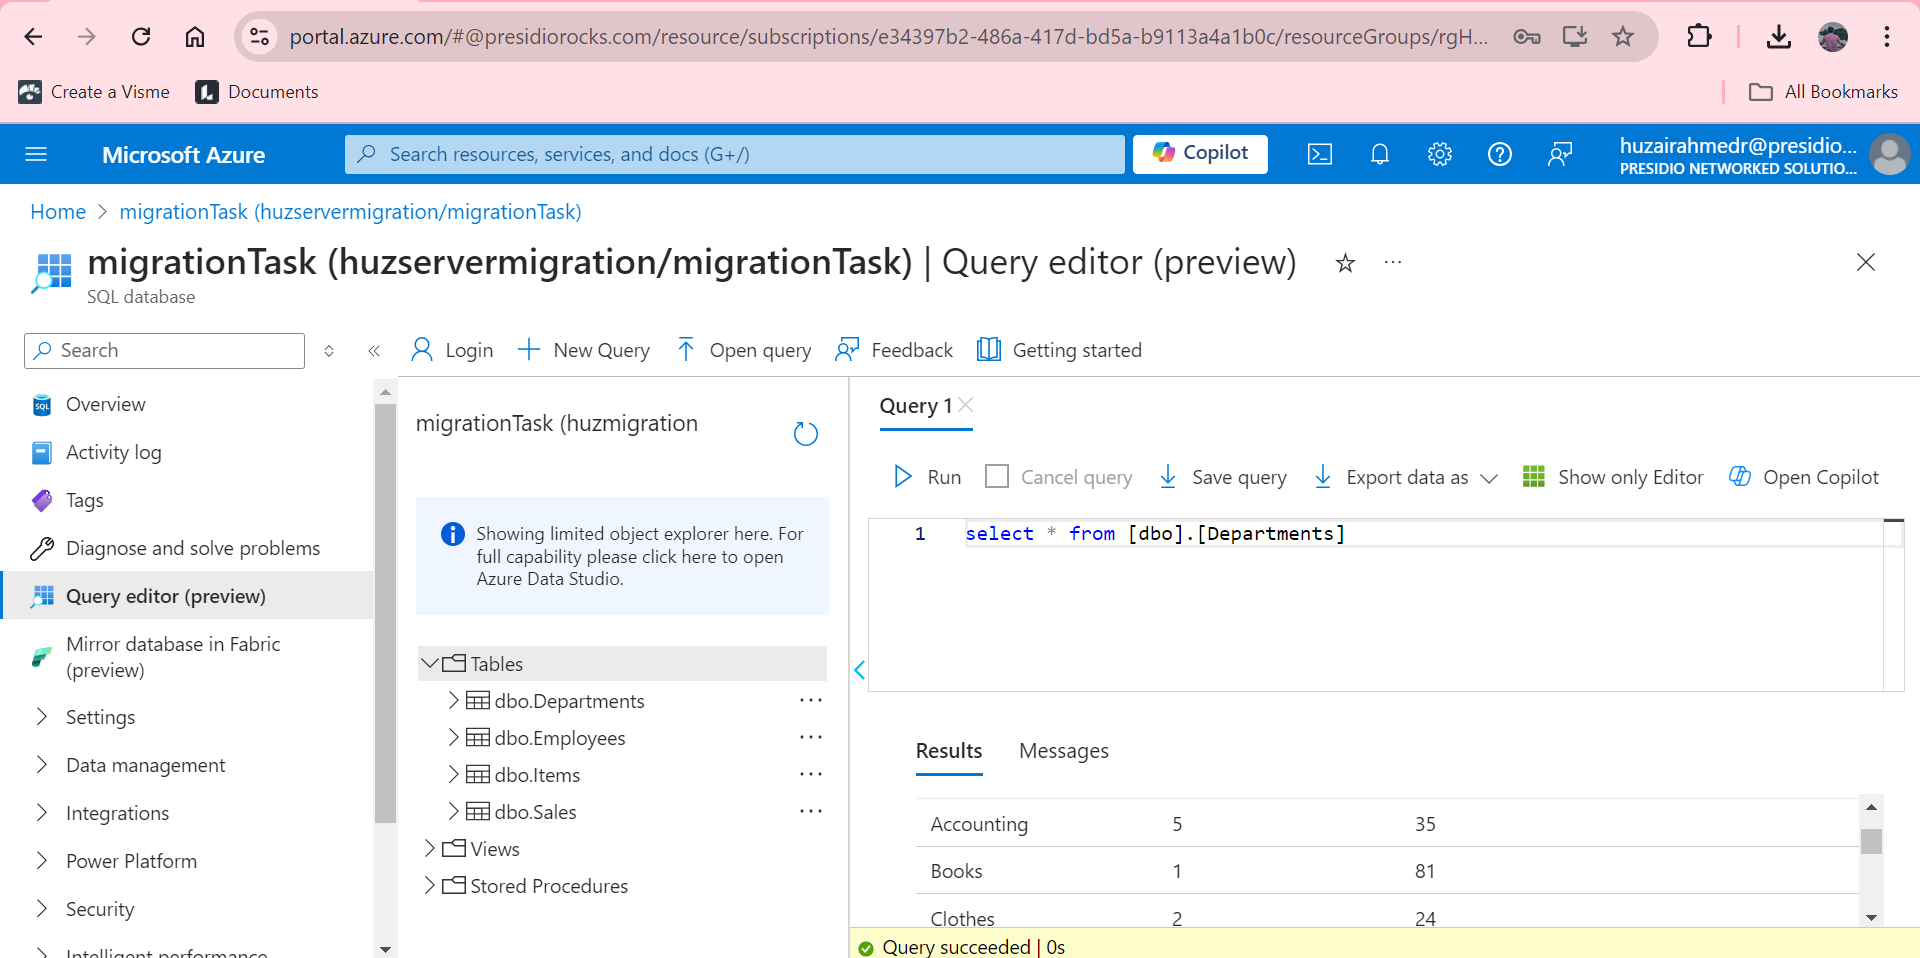 portal.azure.com/#@presidiorocks.com/resource/subscriptions/e34397b2-486a-417d-bd5a-b9113a4a1b0c/resourceGroups/rgH...
Create a Visme
Documents
All Bookmarks
Microsoft Azure
Search resources, services, and docs (G+/)
Copilot
huzairahmedr@presidio...
PRESIDIO NETWORKED SOLUTIO...
Home > migrationTask (huzservermigration/migrationTask)
migrationTask (huzservermigration/migrationTask) | Query editor (preview)
SQL database
Search
Login
New Query
Open query
Feedback
Getting started
Overview
Activity log
Tags
Diagnose and solve problems
Query editor (preview)
Mirror database in Fabric
(preview)
Settings
Data management
Integrations
Power Platform
Security
Intelligent performance
migrationTask (huzmigration
Showing limited object explorer here. For
full capability please click here to open
Azure Data Studio.
Tables
dbo.Departments
dbo.Employees
dbo.Items
dbo.Sales
Views
Stored Procedures
Query 1
Run
Cancel query
Save query
Export data as
Show only Editor
Open Copilot
1 select * from [dbo].[Departments]
Results
Messages
Accounting 5 35
Books 1 81
Clothes 2 24
Query succeeded | 0s